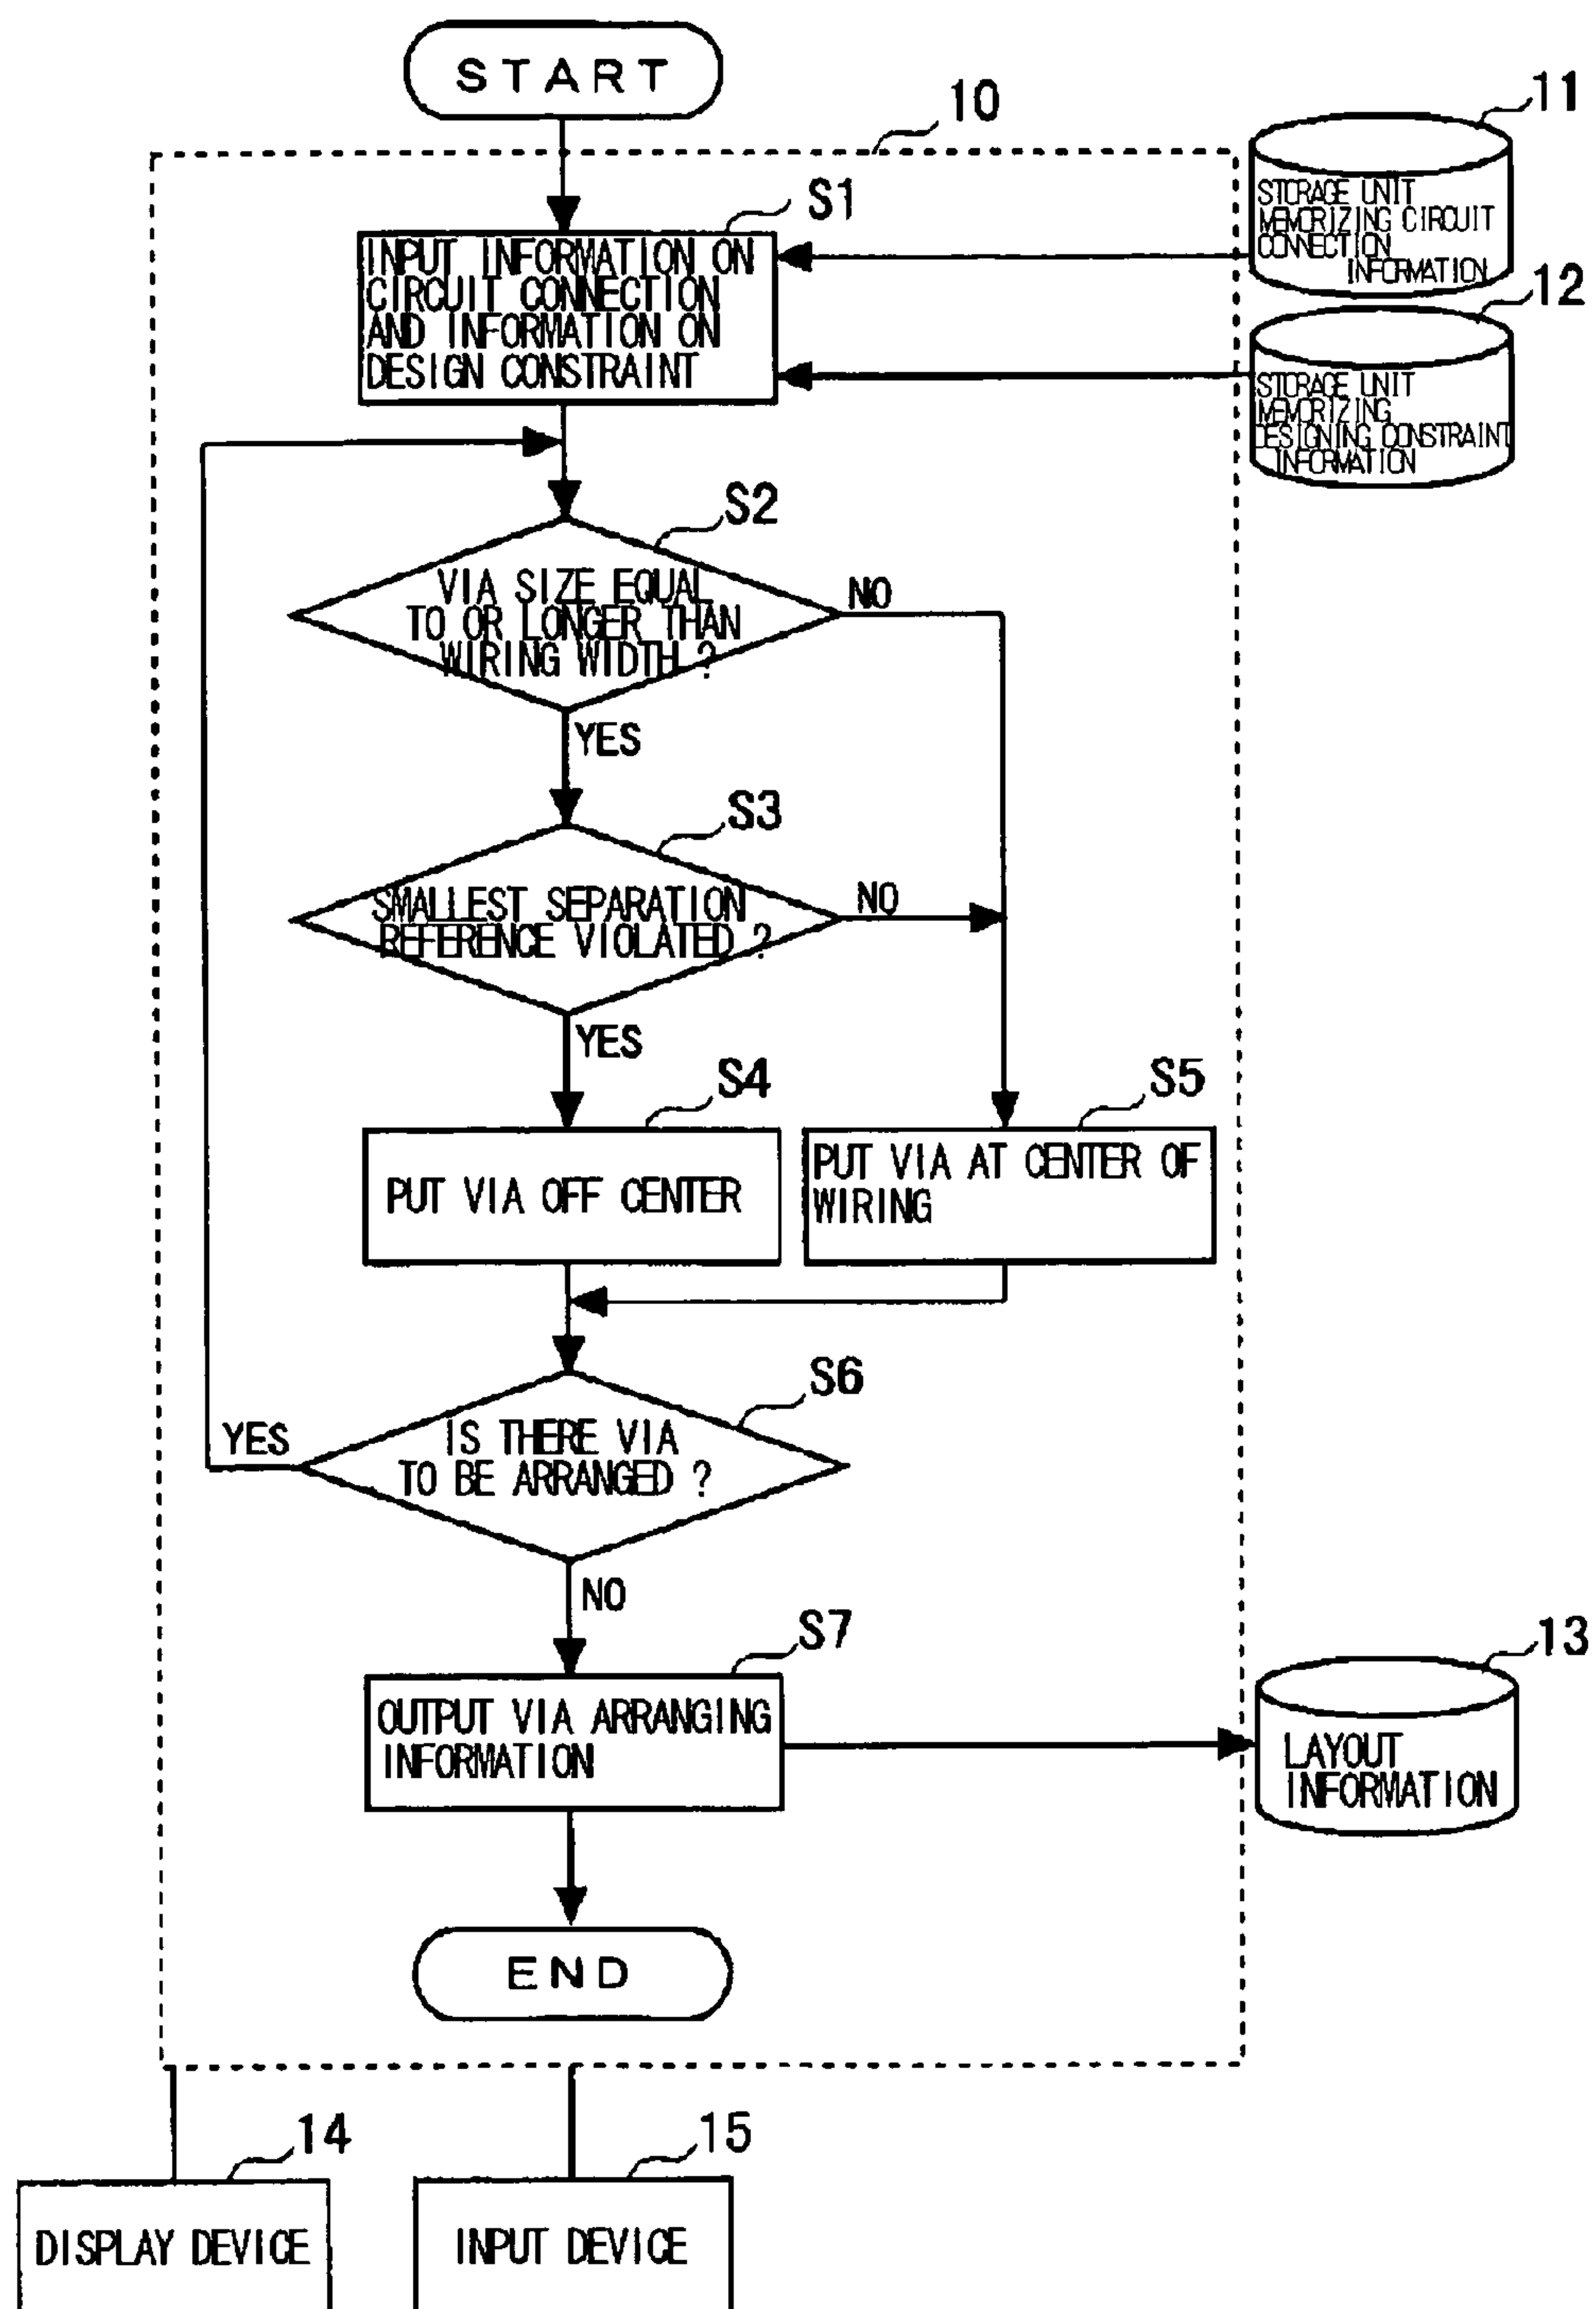 START
10
11
STORAGE UNIT
MEMORIZING CIRCUIT
CONNECTION
INFORMATION
S1
INPUT INFORMATION ON
CIRCUIT CONNECTION
AND INFORMATION ON
DESIGN CONSTRAINT
12
STORAGE UNIT
MEMORIZING
DESIGNING CONSTRAINT
INFORMATION
S2
VIA SIZE EQUAL
TO OR LONGER THAN
WIRING WIDTH ?
NO
YES
S3
SMALLEST SEPARATION
REFERENCE VIOLATED ?
NO
YES
S4
PUT VIA OFF CENTER
S5
PUT VIA AT CENTER OF
WIRING
S6
IS THERE VIA
TO BE ARRANGED ?
YES
NO
S7
OUTPUT VIA ARRANGING
INFORMATION
13
LAYOUT
INFORMATION
END
14
DISPLAY DEVICE
15
INPUT DEVICE